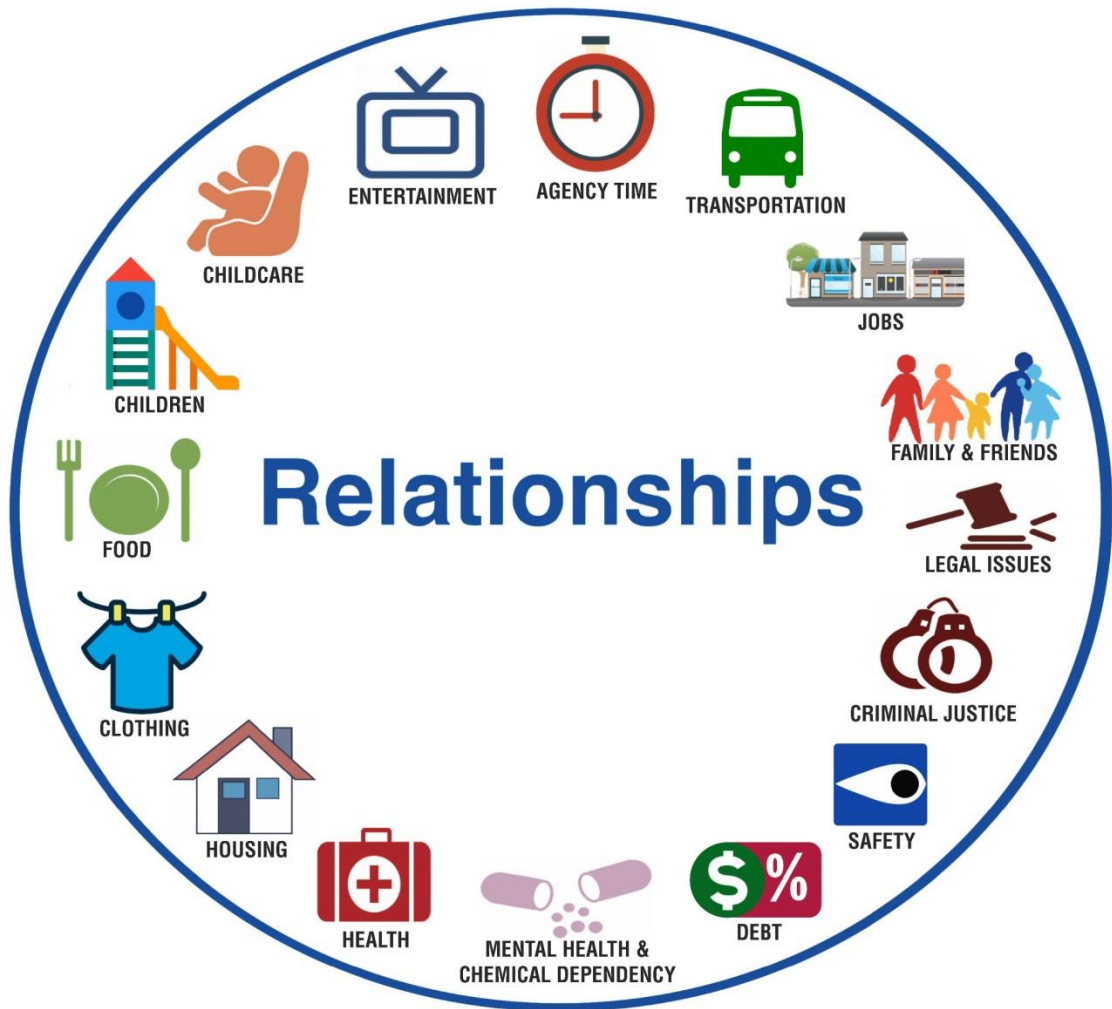 ENTERTAINMENT
AGENCY TIME
TRANSPORTATION
CHILDCARE
JOBS
CHILDREN
FAMILY & FRIENDS
Relationships
FOOD
LEGAL ISSUES
CLOTHING
CRIMINAL JUSTICE
HOUSING
SAFETY
HEALTH
MENTAL HEALTH &
CHEMICAL DEPENDENCY
$%
DEBT